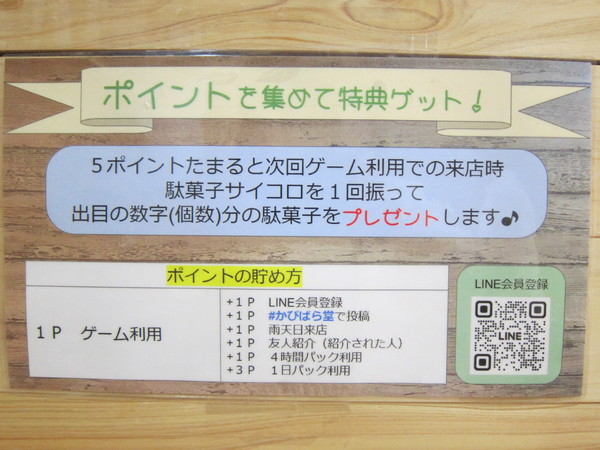 ポイントを集めて特典ゲット!
5ポイントたまると次回ゲーム利用での来店時
駄菓子サイコロを1回振って
出目の数字(個数)分の駄菓子をプレゼントします♪
ポイントの貯め方
1P ゲーム利用
+1P LINE会員登録
+1P #かぴばら堂で投稿
+1P 雨天日来店
+1P 友人紹介(紹介された人)
+1P 4時間パック利用
+3P 1日パック利用
LINE会員登録
LINE